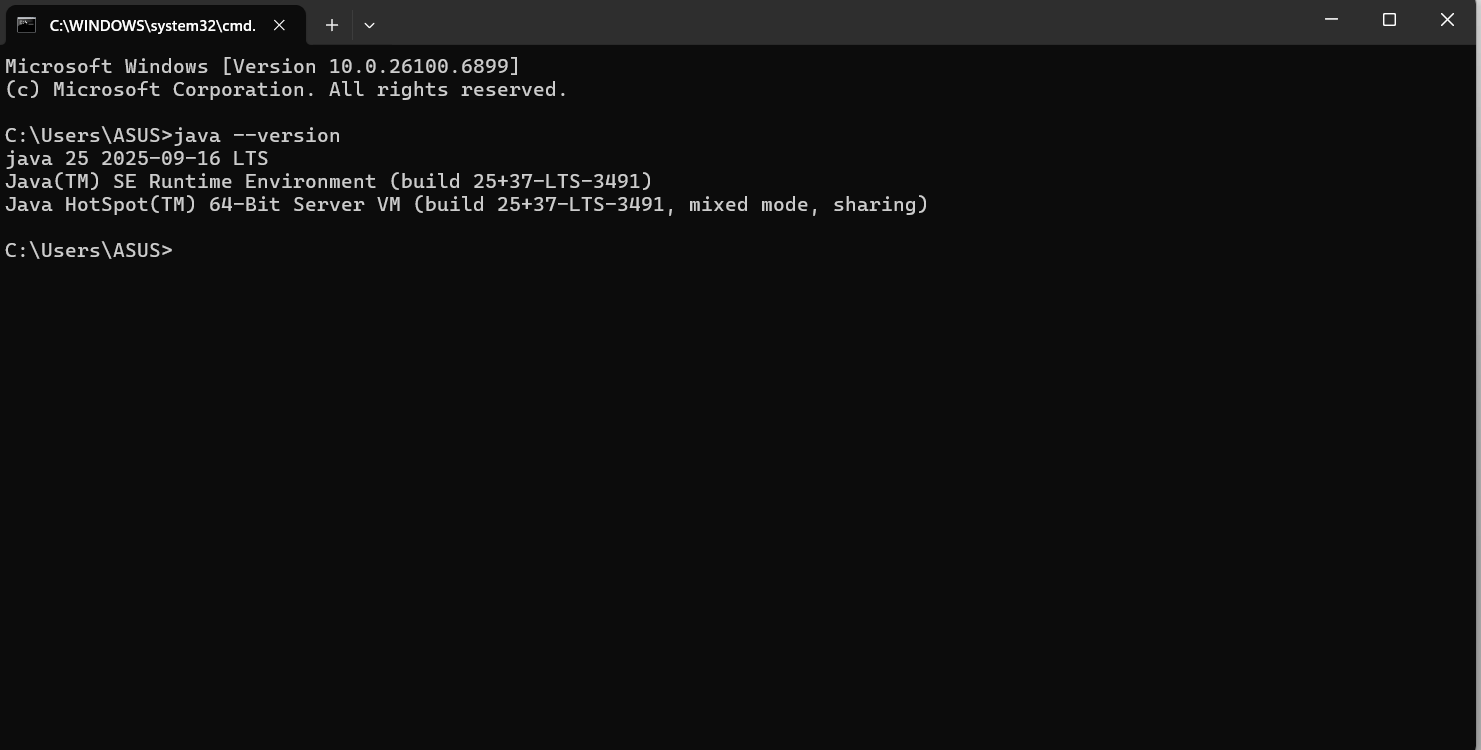 C:\WINDOWS\system32\cmd.
Microsoft Windows [Version 10.0.26100.6899]
(c) Microsoft Corporation. All rights reserved.
C:\Users\ASUS>java --version
java 25 2025-09-16 LTS
Java(TM) SE Runtime Environment (build 25+37-LTS-3491)
Java HotSpot(TM) 64-Bit Server VM (build 25+37-LTS-3491, mixed mode, sharing)
C:\Users\ASUS>